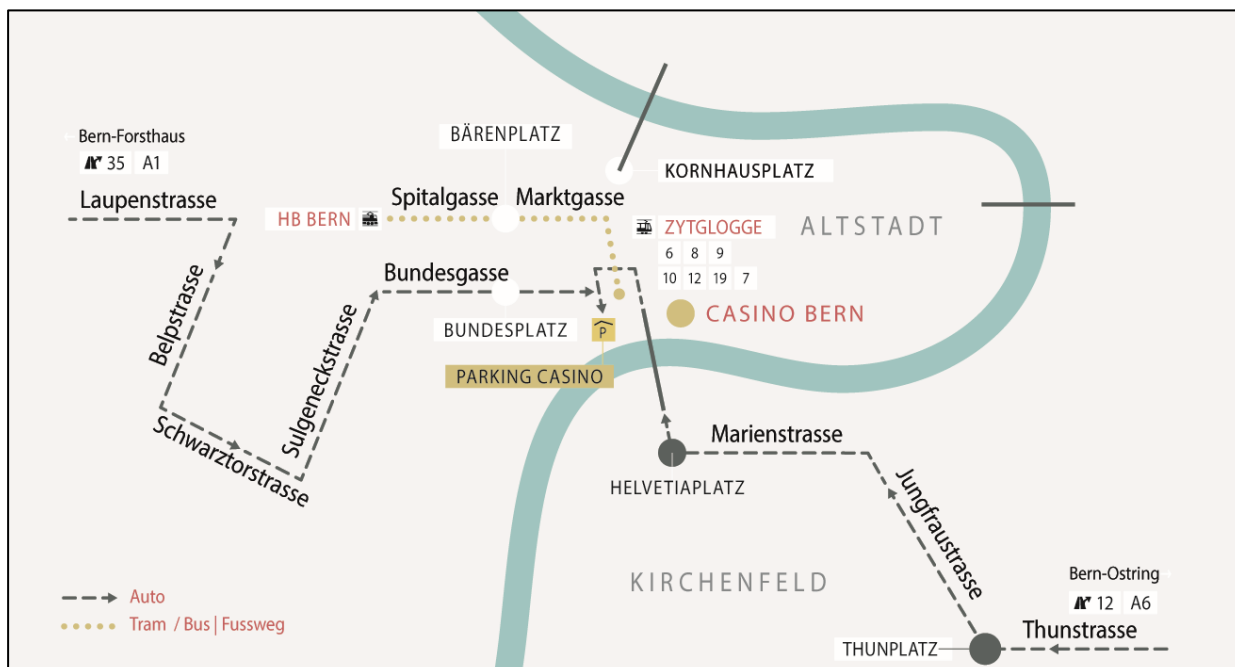 Bern-Forsthaus
35 A1
Laupenstrasse
BÄRENPLATZ
KORNHAUSPLATZ
Spitalgasse
Marktgasse
HB BERN
ZYTGLOGGE
6 8 9
10 12 19 7
ALTSTADT
Belpstrasse
Bundesgasse
BUNDESPLATZ
P
CASINO BERN
PARKING CASINO
Sulgeneckstrasse
Schwarztorstrasse
Marienstrasse
HELVETIAPLATZ
Jungfraustrasse
KIRCHENFELD
Bern-Ostring
12 A6
Thunstrasse
THUNPLATZ
Auto
Tram / Bus | Fussweg